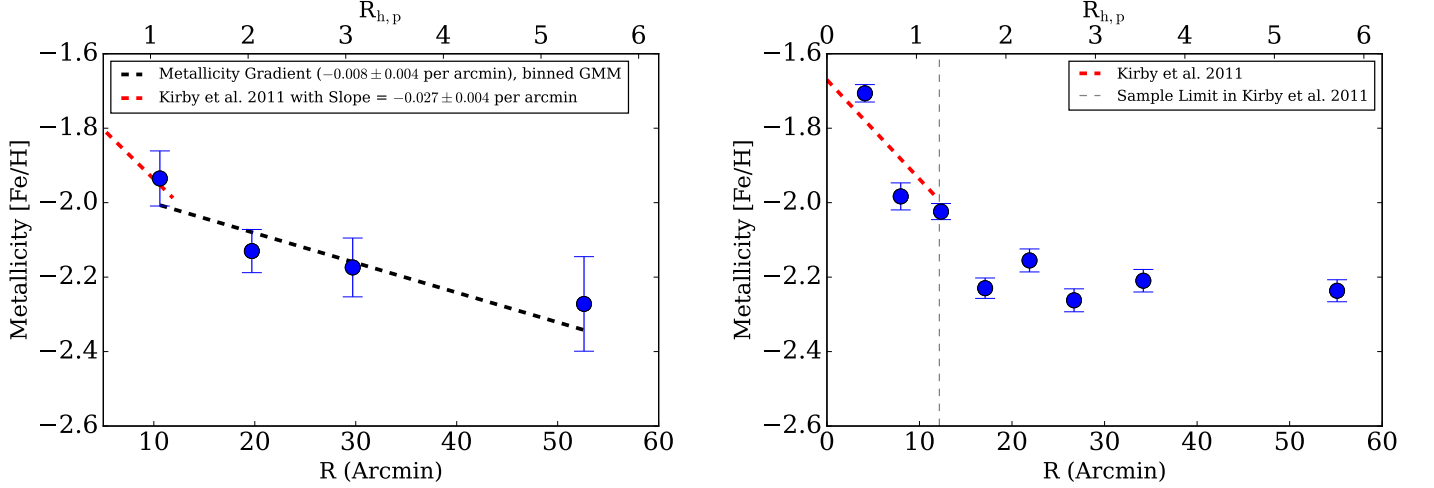 R_{h,p}
1 2 3 4 5 6
−1.6
−1.8
−2.0
−2.2
−2.4
−2.6
Metallicity [Fe/H]
Metallicity Gradient (−0.008 ± 0.004 per arcmin), binned GMM
Kirby et al. 2011 with Slope = −0.027 ± 0.004 per arcmin
10 20 30 40 50 60
R (Arcmin)
R_{h,p}
0 1 2 3 4 5
−1.6
−1.8
−2.0
−2.2
−2.4
−2.6
Metallicity [Fe/H]
Kirby et al. 2011
Sample Limit in Kirby et al. 2011
0 10 20 30 40 50 60
R (Arcmin)